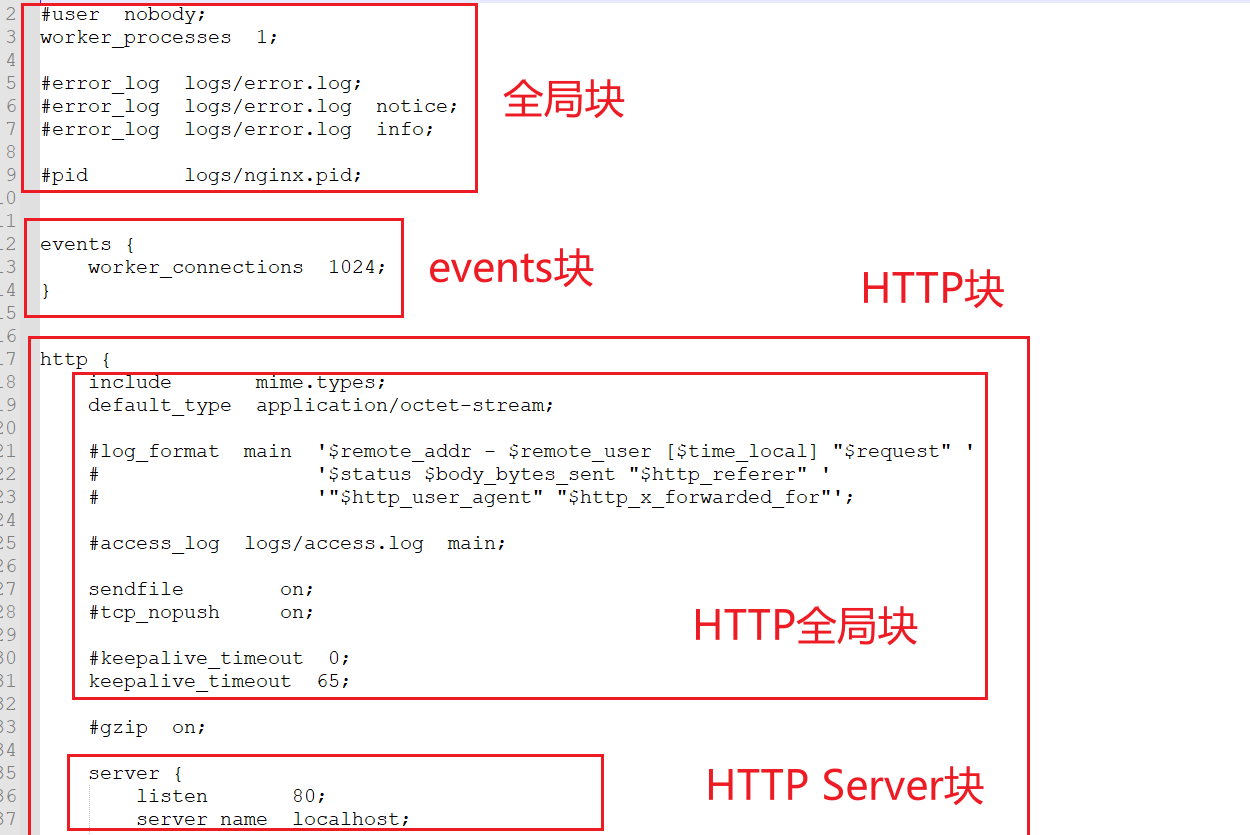 2 #user  nobody;
3 worker_processes  1;
4
5 #error_log  logs/error.log;
6 #error_log  logs/error.log  notice;
7 #error_log  logs/error.log  info;
全局块
8
9 #pid        logs/nginx.pid;
10
11
12 events {
13     worker_connections  1024;
events块
14 }
HTTP块
15
16
17 http {
18     include       mime.types;
19     default_type  application/octet-stream;
20
21     #log_format  main  '$remote_addr - $remote_user [$time_local] "$request" '
22     #                  '$status $body_bytes_sent "$http_referer" '
23     #                  '"$http_user_agent" "$http_x_forwarded_for"';
24
25     #access_log  logs/access.log  main;
26
27     sendfile        on;
28     #tcp_nopush     on;
HTTP全局块
29
30     #keepalive_timeout  0;
31     keepalive_timeout  65;
32
33     #gzip  on;
34
35     server {
HTTP Server块
36         listen       80;
37         server_name  localhost;